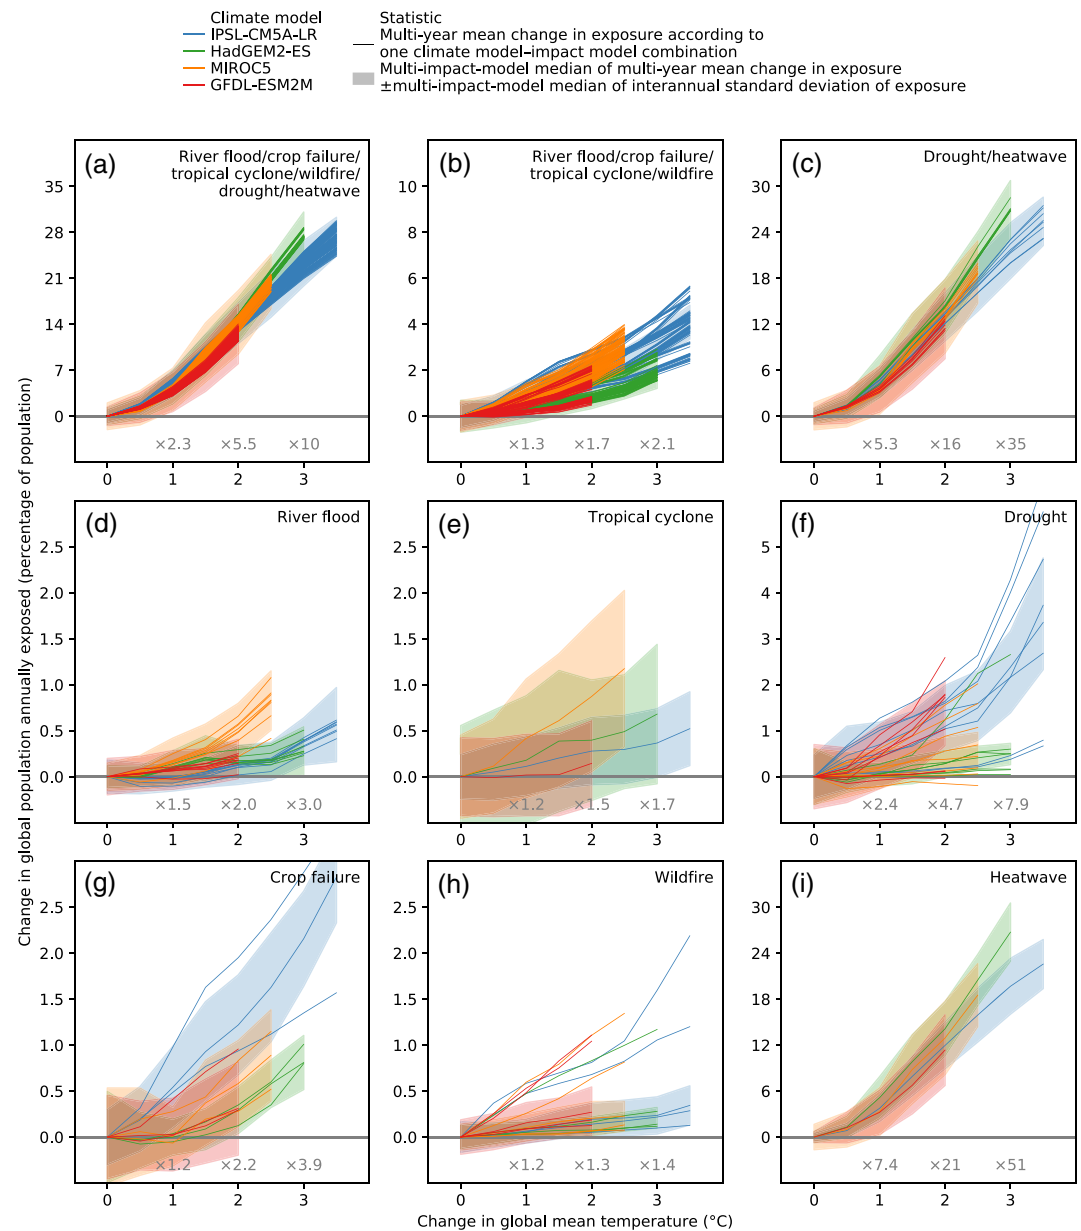 Climate model
IPSL-CM5A-LR
HadGEM2-ES
MIROC5
GFDL-ESM2M
Statistic
Multi-year mean change in exposure according to
one climate model–impact model combination
Multi-impact-model median of multi-year mean change in exposure
±multi-impact-model median of interannual standard deviation of exposure
Change in global population annually exposed (percentage of population)
(a)
River flood/crop failure/
tropical cyclone/wildfire/
drought/heatwave
35
28
21
14
7
0
×2.3 ×5.5 ×10
0 1 2 3
(b)
River flood/crop failure/
tropical cyclone/wildfire
10
8
6
4
2
0
×1.3 ×1.7 ×2.1
0 1 2 3
(c)
Drought/heatwave
30
24
18
12
6
0
×5.3 ×16 ×35
0 1 2 3
(d)
River flood
2.5
2.0
1.5
1.0
0.5
0.0
×1.5 ×2.0 ×3.0
0 1 2 3
(e)
Tropical cyclone
2.5
2.0
1.5
1.0
0.5
0.0
×1.2 ×1.5 ×1.7
0 1 2 3
(f)
Drought
5
4
3
2
1
0
×2.4 ×4.7 ×7.9
0 1 2 3
(g)
Crop failure
2.5
2.0
1.5
1.0
0.5
0.0
×1.2 ×2.2 ×3.9
0 1 2 3
(h)
Wildfire
2.5
2.0
1.5
1.0
0.5
0.0
×1.2 ×1.3 ×1.4
0 1 2 3
(i)
Heatwave
30
24
18
12
6
0
×7.4 ×21 ×51
0 1 2 3
Change in global mean temperature (°C)